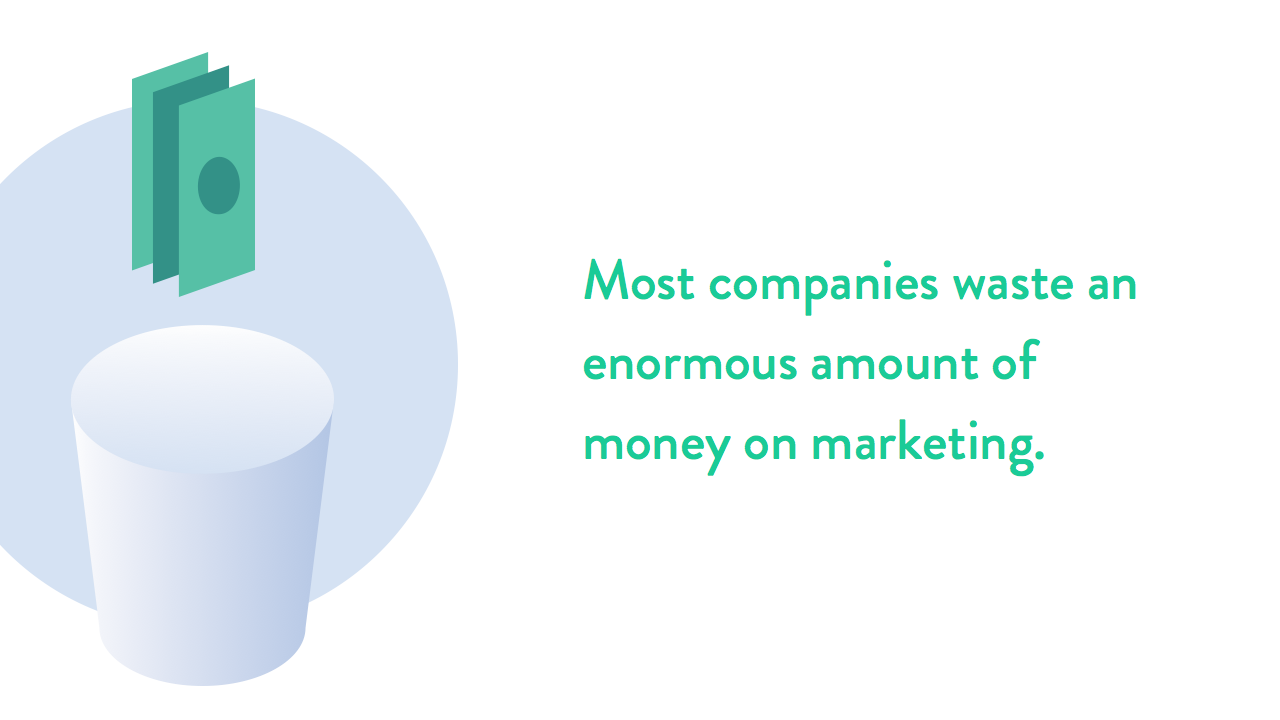 Most companies waste an
enormous amount of
money on marketing.